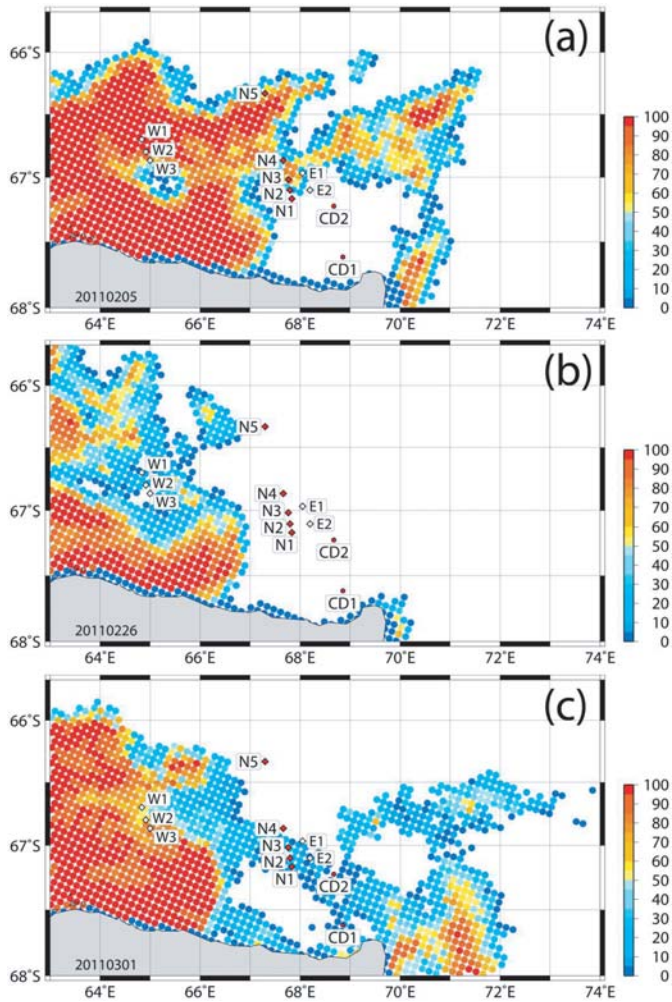 (a)
66°S
N5
W1
W2
N4
W3
E1
67°S
N3
N2
E2
N1
CD2
CD1
68°S
20110205
64°E 66°E 68°E 70°E 72°E 74°E
100
90
80
70
60
50
40
30
20
10
0
(b)
66°S
N5
W1
W2
N4
W3
E1
67°S
N3
N2
E2
N1
CD2
CD1
68°S
20110226
64°E 66°E 68°E 70°E 72°E 74°E
100
90
80
70
60
50
40
30
20
10
0
(c)
66°S
N5
W1
W2
N4
W3
E1
67°S
N3
N2
E2
N1
CD2
CD1
68°S
20110301
64°E 66°E 68°E 70°E 72°E 74°E
100
90
80
70
60
50
40
30
20
10
0